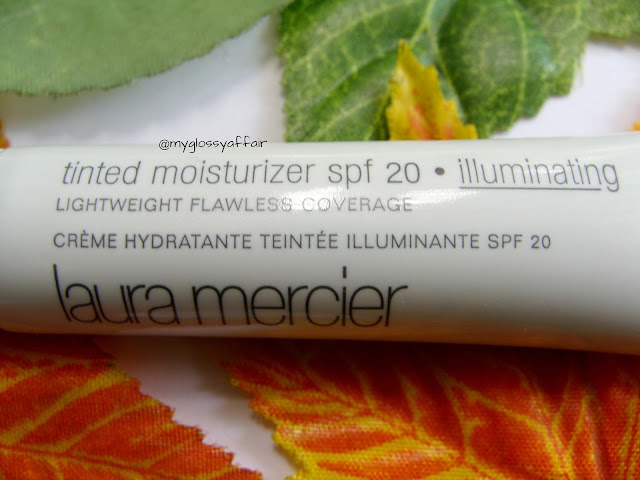 @myglossyaffair
tinted moisturizer spf 20 • illuminating
LIGHTWEIGHT FLAWLESS COVERAGE
CRÈME HYDRATANTE TEINTÉE ILLUMINANTE SPF 20
laura mercier